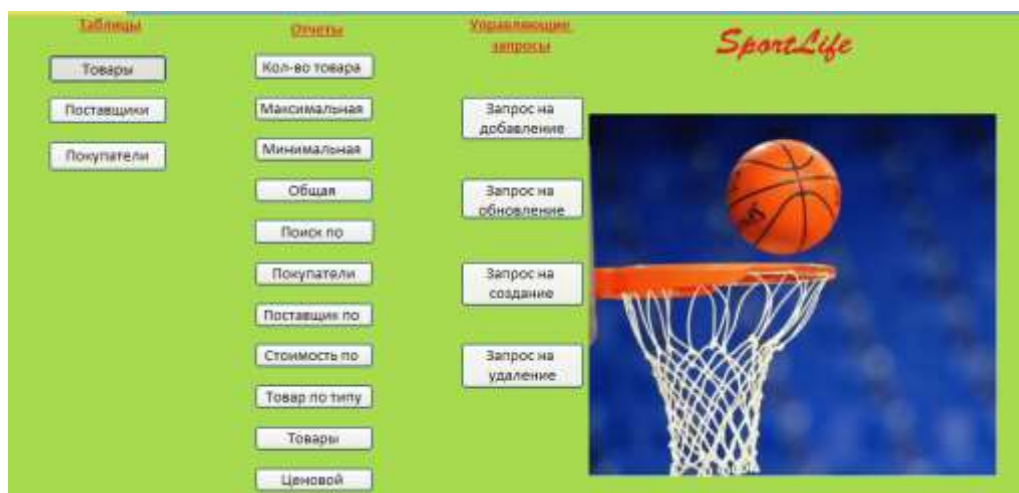 Таблицы
Товары
Поставщики
Покупатели
Отчеты
Кол-во товара
Максимальная
Минимальная
Общая
Поиск по
Покупатели
Поставщик по
Стоимость по
Товар по типу
Товары
Ценовой
Управляющие
запросы
Запрос на
добавление
Запрос на
обновление
Запрос на
создание
Запрос на
удаление
SportLife